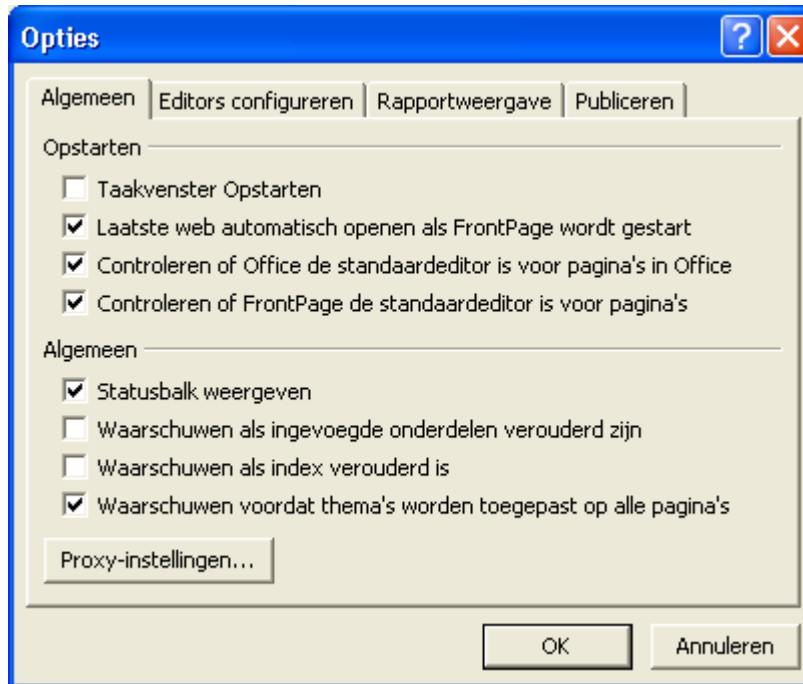 Opties
Algemeen Editors configureren Rapportweergave Publiceren
Opstarten
Taakvenster Opstarten
Laatste web automatisch openen als FrontPage wordt gestart
Controleren of Office de standaardeditor is voor pagina's in Office
Controleren of FrontPage de standaardeditor is voor pagina's
Algemeen
Statusbalk weergeven
Waarschuwen als ingevoegde onderdelen verouderd zijn
Waarschuwen als index verouderd is
Waarschuwen voordat thema's worden toegepast op alle pagina's
Proxy-instellingen...
OK Annuleren